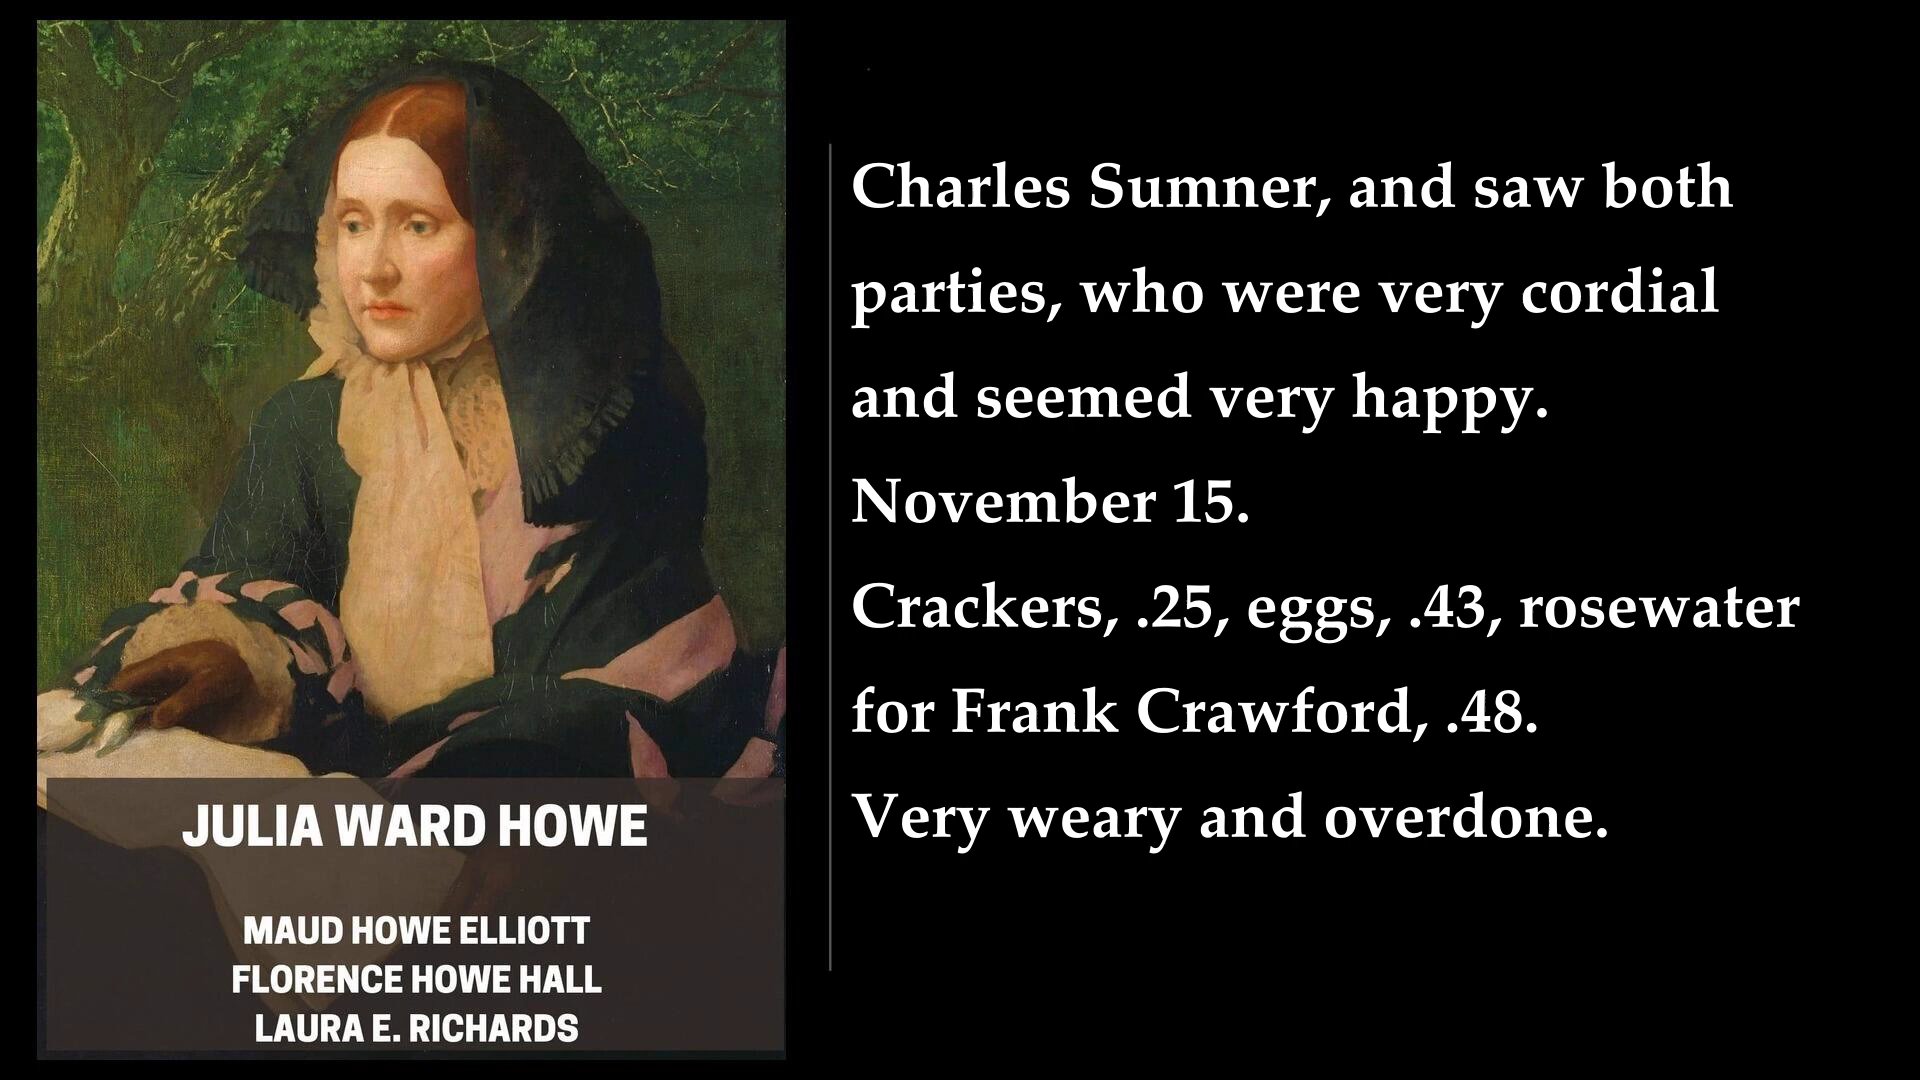 Charles Sumner, and saw both
parties, who were very cordial
and seemed very happy.
November 15.
Crackers, .25, eggs, .43, rosewater
for Frank Crawford, .48.
Very weary and overdone.
JULIA WARD HOWE
MAUD HOWE ELLIOTT
FLORENCE HOWE HALL
LAURA E. RICHARDS